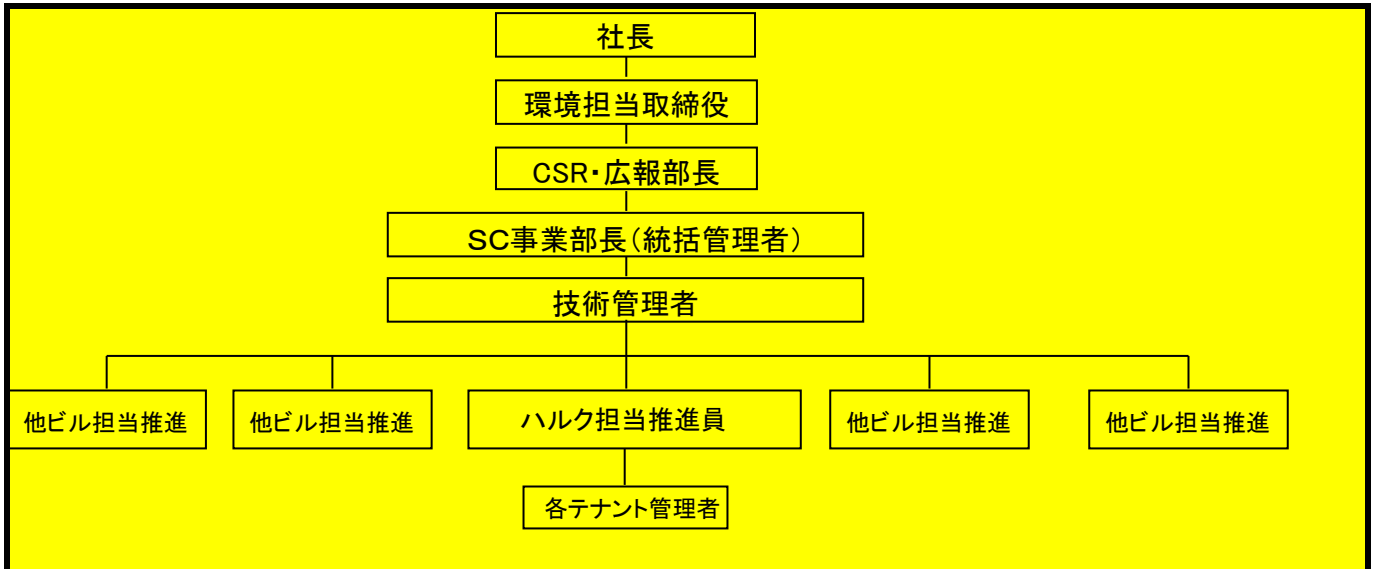 社長
環境担当取締役
CSR・広報部長
ＳＣ事業部長（統括管理者）
技術管理者
他ビル担当推進
他ビル担当推進
ハルク担当推進員
他ビル担当推進
他ビル担当推進
各テナント管理者